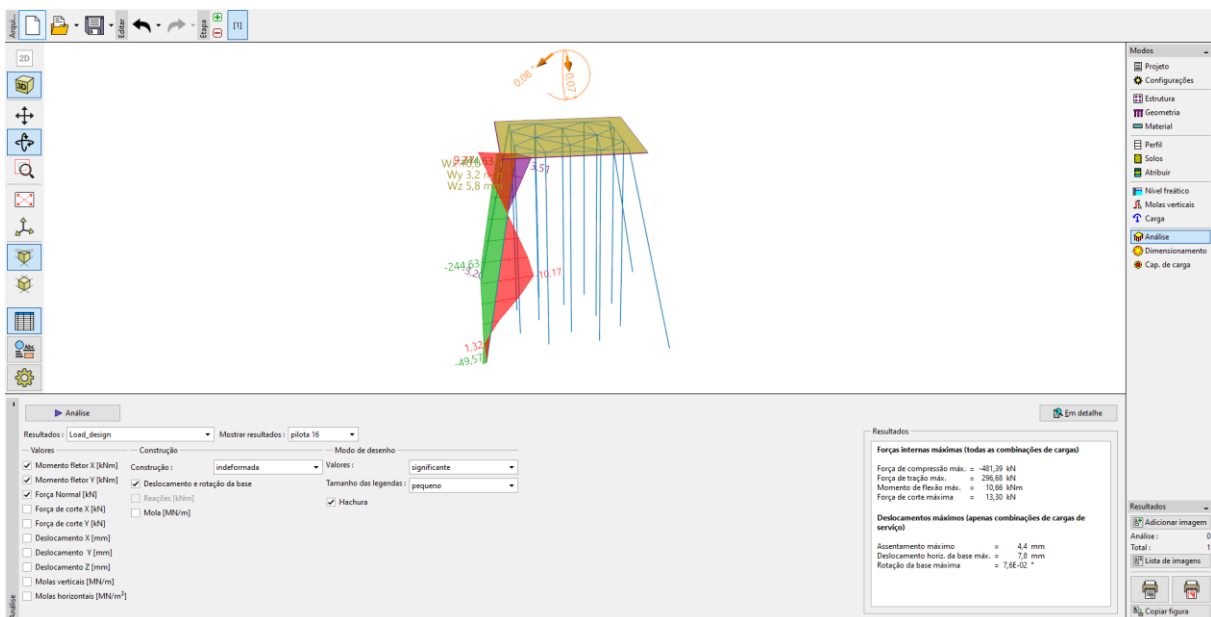 Arqui...
Editar
Etapa
[1]
2D
3D
0,08 °
-0,07 °
3,57
Wy 3,2 m
Wz 5,8 m
-244,63
-10,17
1,32
-49,57
Modos
Projeto
Configurações
Estrutura
Geometria
Material
Perfil
Solos
Atribuir
Nível freático
Molas verticais
Carga
Análise
Dimensionamento
Cap. de carga
Resultados
Adicionar imagem
Análise : 0
Total : 1
Lista de imagens
Copiar figura
Análise
Análise
Em detalhe
Resultados : Load_design Mostrar resultados : pilota 16
Valores
Momento fletor X [kNm]
Momento fletor Y [kNm]
Força Normal [kN]
Força de corte X [kN]
Força de corte Y [kN]
Deslocamento X [mm]
Deslocamento Y [mm]
Deslocamento Z [mm]
Molas verticais [MN/m]
Molas horizontais [MN/m³]
Construção
Construção : indeformada
Deslocamento e rotação da base
Reações [kNm]
Mola [MN/m]
Modo de desenho
Valores : significante
Tamanho das legendas : pequeno
Hachura
Resultados
Forças internas máximas (todas as combinações de cargas)
Força de compressão máx. = -481,39 kN
Força de tração máx. = 296,68 kN
Momento de flexão máx. = 10,66 kNm
Força de corte máxima = 13,30 kN
Deslocamentos máximos (apenas combinações de cargas de
serviço)
Assentamento máximo = 4,4 mm
Deslocamento horiz. da base máx. = 7,8 mm
Rotação da base máxima = 7,6E-02 °